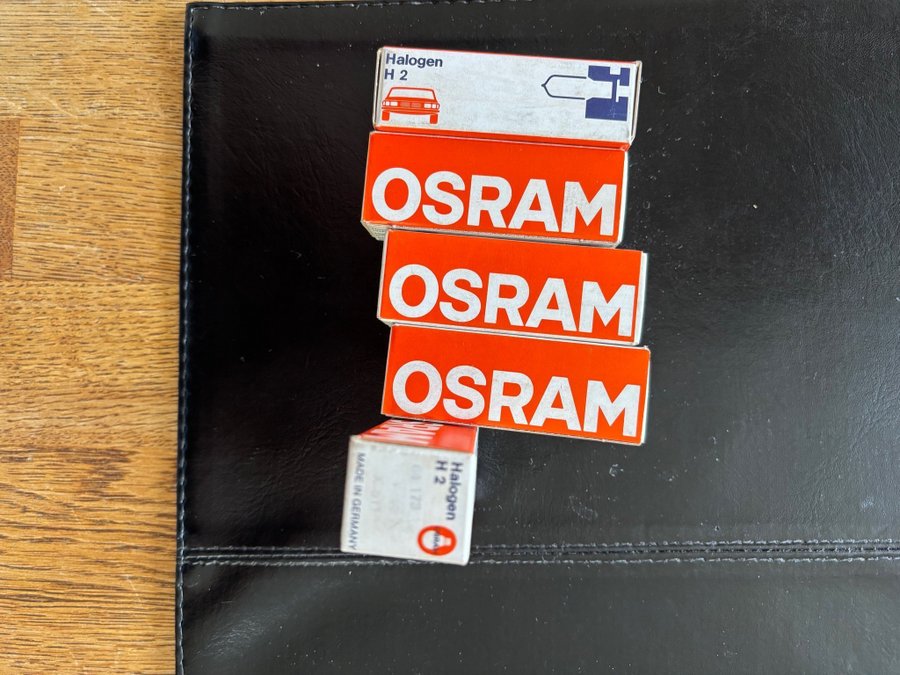 Halogen
H 2
OSRAM
OSRAM
OSRAM
Halogen
H 2
MADE IN GERMANY